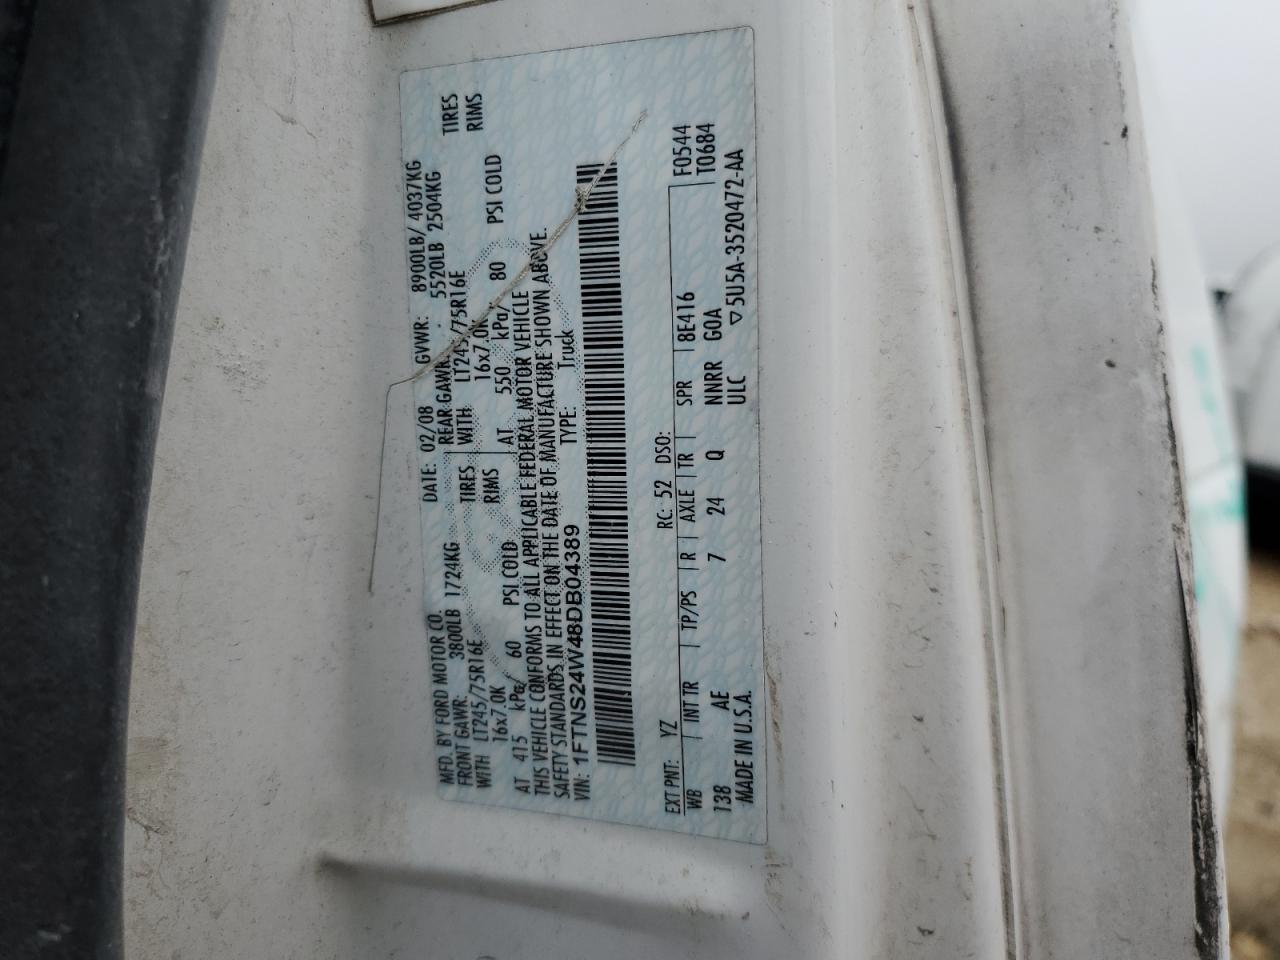 MFD. BY FORD MOTOR CO.
DATE: 02/08 GVWR: 8900LB/ 4037KG
FRONT GAWR: 3800LB 1724KG REAR GAWR: 5520LB 2504KG
WITH LT245/75R16E TIRES WITH LT245/75R16E TIRES
16x7.0K RIMS 16x7.0K RIMS
AT 415 kPa/ 60 PSI COLD AT 550 kPa/ 80 PSI COLD
THIS VEHICLE CONFORMS TO ALL APPLICABLE FEDERAL MOTOR VEHICLE
SAFETY STANDARDS IN EFFECT ON THE DATE OF MANUFACTURE SHOWN ABOVE.
VIN: 1FTNS24W48DB04389 TYPE: Truck
EXT PNT: YZ RC: 52 DSO: F0544
WB INT TR TP/PS R AXLE TR SPR 8E416 T0684
138 AE 7 24 Q NNRR GOA
MADE IN U.S.A. ULC ▽5U5A-3520472-AA